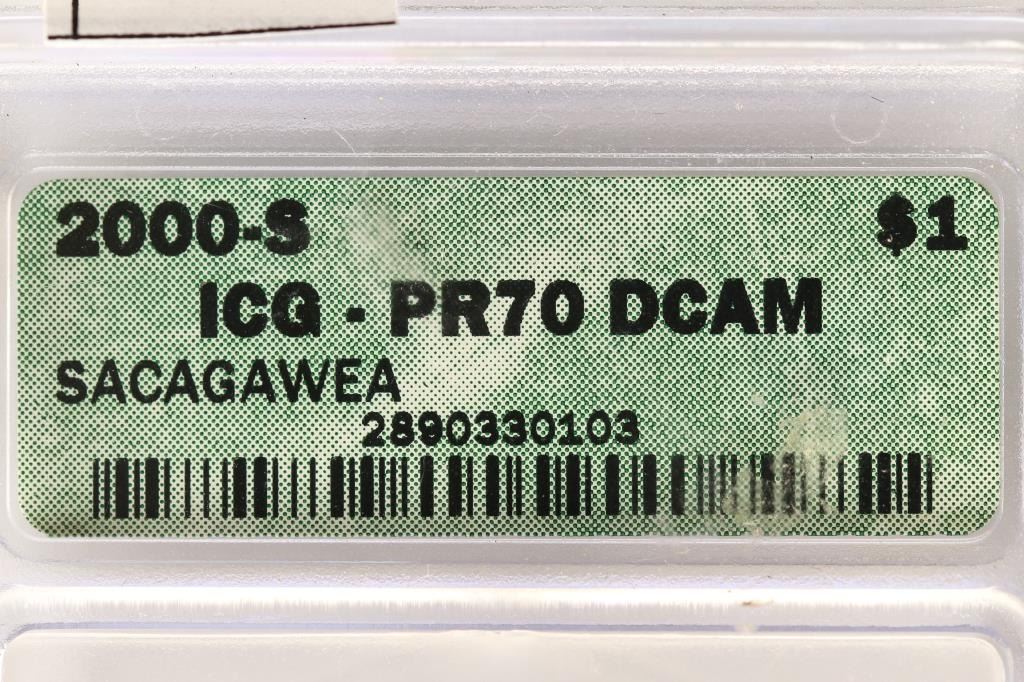 2000-S $1
ICG - PR70 DCAM
SACAGAWEA
2890330103